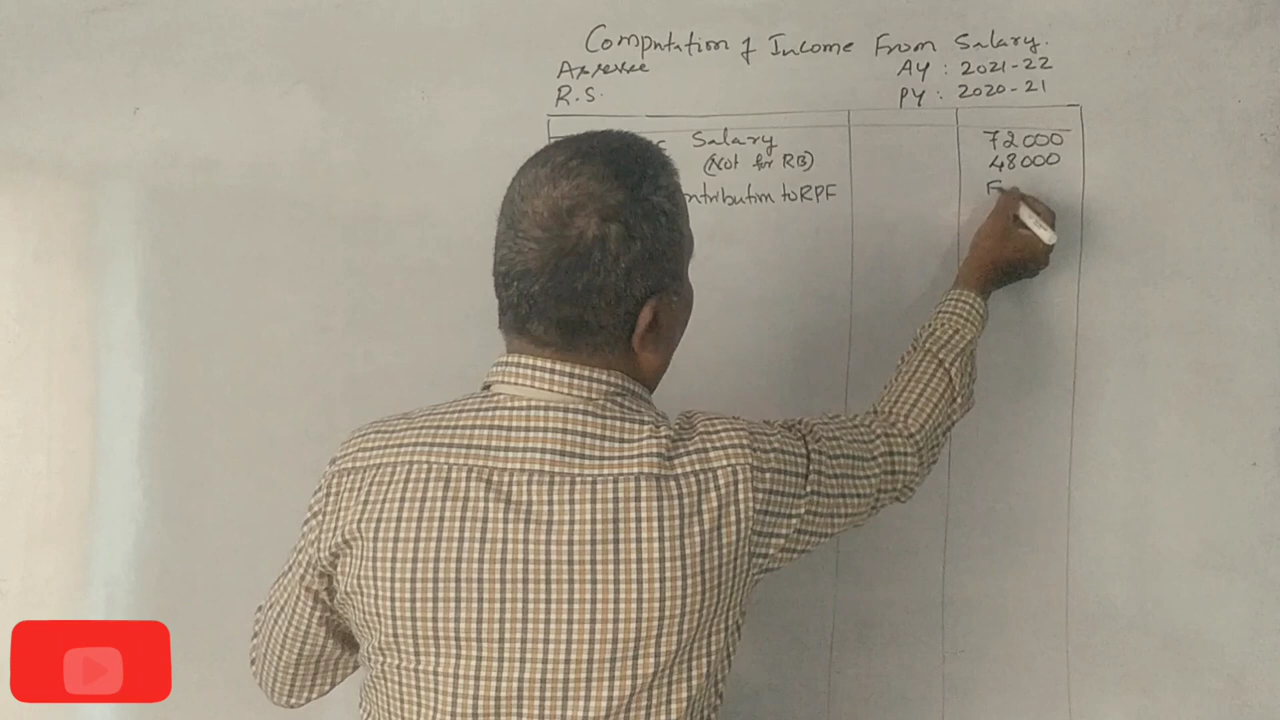 Computation of Income From Salary.
Assessee AY : 2021-22
R.S. PY : 2020-21
Salary 72000
(Not for RB) 48000
ntribution to RPF